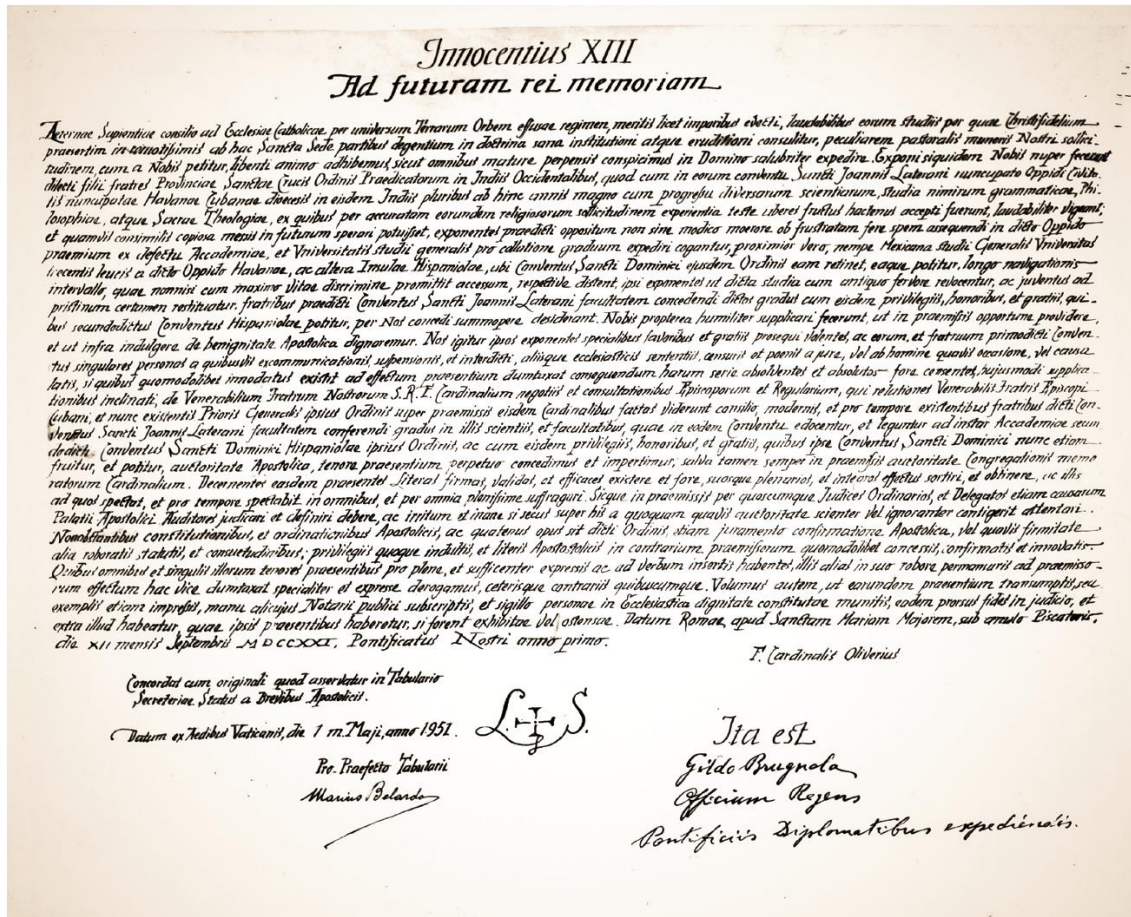 Innocentius XIII
Ad futuram rei memoriam
Aeternae Sapientiae consilio ad Ecclesiae Catholicae per universum Terrarum Orbem effusae regimen, meritis licet imparibus evecti, laudabilibus eorum studiis per quae Christifidelium
praesertim in remotissimis ab hac Sancta Sede partibus degentium in doctrina sana institutioni atque eruditioni consulitur, peculiarem pastoralis muneris Nostri sollici-
tudinem, cum a Nobis petitur, libenti animo adhibemus, sicut omnibus mature perpensis conspicimus in Domino salubriter expedire. Exponi siquidem Nobis nuper fecerunt
dilecti filii fratres Provinciae Sanctae Crucis Ordinis Praedicatorum in Indiis Occidentalibus, quod cum in eorum conventu Sancti Joannis Laterani nuncupato Oppidi Civita-
tis nuncupatae Havanae Cubanae dioecesis in eisdem Indiis pluribus ab hinc annis magno cum progressu diversarum scientiarum, studia nimirum grammaticae, Phi-
losophiae, atque Sacrae Theologiae, ex quibus per accuratam eorundem religiosorum sollicitudinem experientia teste uberes fructus hactenus accepti fuerunt, laudabiliter vigeant;
et quamvis consimilis copiosa messis in futurum sperari potuisset, exponentes praedicti oppositum non sine modico moerore ob frustratam fere spem assequendi in dicto Oppido
praemium ex defectu Accademiae, et Vniversitatis studii generalis pro collatione graduum expediri cogantur, proximior vero, nempe Mexicana studii Generalis Vniversitas
trecentis leucis a dicto Oppido Havanae, ac altera Insulae Hispaniolae, ubi Conventus Sancti Dominici ejusdem Ordinis eam retinet, eaque potitur, longo navigationis
intervallo, quae nonnisi cum maximo vitae discrimine promittit accessum, respective distent, ipsi exponentes ut dicta studia cum antiquo fervore revocentur, ac juventus ad
pristinum certamen restituatur, fratribus praedicti Conventus Sancti Joannis Laterani facultatem concedendi dictos gradus cum eisdem privilegiis, honoribus, et gratiis, qui-
bus secundodictus Conventus Hispaniolae potitur, per Nos concedi summopere desiderant. Nobis propterea humiliter supplicari fecerunt, ut in praemissis opportune providere,
et ut infra indulgere de benignitate Apostolica dignaremur. Nos igitur ipsos exponentes specialibus favoribus et gratiis prosequi volentes, ac eorum, et fratruum primodicti Conven-
tus singulares personas a quibusvis excommunicationis, suspensionis, et interdicti, aliisque ecclesiasticis sententiis, censuris et poenis a jure, vel ab homine quavis occasione, vel causa
latis, si quibus quomodolibet innodatus existit ad effectum praesentium dumtaxat consequendum harum serie absolventes et absolutos fore censentes, hujusmodi supplica-
tionibus inclinati, de Venerabilium Fratrum Nostrorum S.R.E. Cardinalium negotiis et consultationibus Episcoporum et Regularium, qui relationes Venerabilis Fratris Episcopi
Cubani, et nunc existentis Prioris Generalis ipsius Ordinis super praemissis eisdem Cardinalibus factas viderunt consilio, modernis, et pro tempore existentibus fratribus dicti Con-
ventus Sancti Joannis Laterani facultatem conferendi gradus in illis scientiis, et facultatibus, quae in eodem Conventu edocentur, et leguntur ad instar Accademiae secun
dodicti Conventus Sancti Dominici Hispaniolae ipsius Ordinis, ac cum eisdem privilegiis, honoribus, et gratiis, quibus ipse Conventus Sancti Dominici nunc etiam
fruitur, et potitur, auctoritate Apostolica, tenore praesentium perpetuo concedimus et impertimur; salva tamen semper in praemissis auctoritate Congregationis memo
ratorum Cardinalium. Decernentes easdem praesentes Literas firmas, validas, et efficaces existere et fore, suosque plenarios, et integros effectus sortiri, et obtinere, ac illis
ad quos spectat, et pro tempore spectabit in omnibus, et per omnia plenissime suffragari. Sicque in praemissis per quoscumque Judices Ordinarios, et Delegatos etiam causarum
Palatii Apostolici Auditores judicari et definiri debere, ac irritum et inane si secus super his a quoquam quavis auctoritate scienter vel ignoranter contigerit attentari.
Nonobstantibus constitutionibus, et ordinationibus Apostolicis, ac quatenus opus sit dicti Ordinis, etiam juramento confirmatione Apostolica, vel quavis firmitate
alia roboratis statutis, et consuetudinibus; privilegiis quoque indultis, et literis Apostolicis in contrarium praemissorum quomodolibet concessis, confirmatis et innovatis.
Quibus omnibus et singulis illorum tenores praesentibus pro plene, et sufficenter expressis ac ad verbum insertis habentes, illis alias in suo robore permansuris ad praemisso-
rum effectum hac vice dumtaxat specialiter et expresse derogamus, ceterisque contrariis quibuscumque. Volumus autem, ut earundem praesentium transumptis, seu
exemplis etiam impressis, manu alicujus Notarii publici subscriptis, et sigillo personae in Ecclesiastica dignitate constitutae munitis, eadem prorsus fides in judicio, et
extra illud habeatur, quae ipsis praesentibus haberetur, si forent exhibitae vel ostensae. Datum Romae, apud Sanctam Mariam Majorem, sub annulo Piscatoris,
die XII mensis Septembris MDCCXXI, Pontificatus Nostri anno primo.
F. Cardinalis Oliverius
Concordat cum originali quod asservatur in Tabulario
Secreteriae Status a Brevibus Apostolicis.
Datum ex Aedibus Vaticanis, die 1 m. Maji, anno 1951.
L. S.
Pro. Praefecto Tabularii
Marius Belardo
Ita est
Gildo Brugnola
Officium Regens
Pontificiis Diplomatibus expediendis.